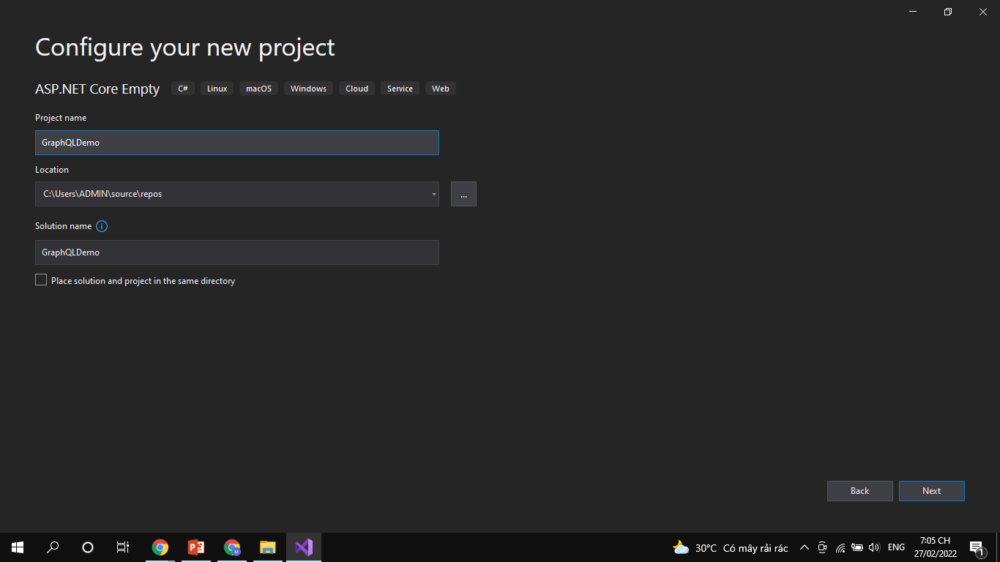 Configure your new project
ASP.NET Core Empty C# Linux macOS Windows Cloud Service Web
Project name
GraphQLDemo
Location
C:\Users\ADMIN\source\repos
...
Solution name
GraphQLDemo
Place solution and project in the same directory
Back Next
30°C Có mây rải rác ENG 7:05 CH
27/02/2022
1